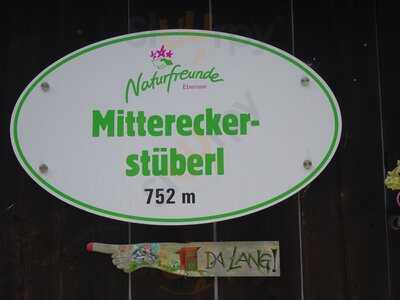 Naturfreunde
Ebensee
Mitterecker-
stüberl
752 m
DA LANG!